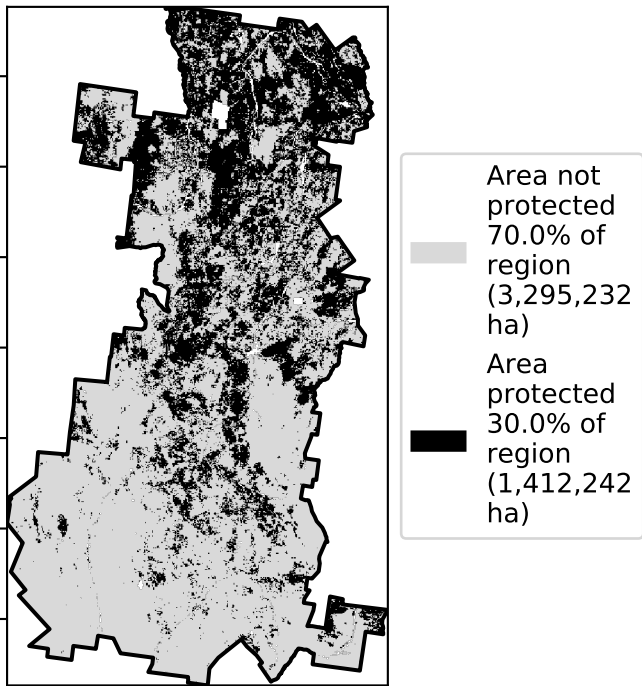 Area not
protected
70.0% of
region
(3,295,232
ha)
Area
protected
30.0% of
region
(1,412,242
ha)